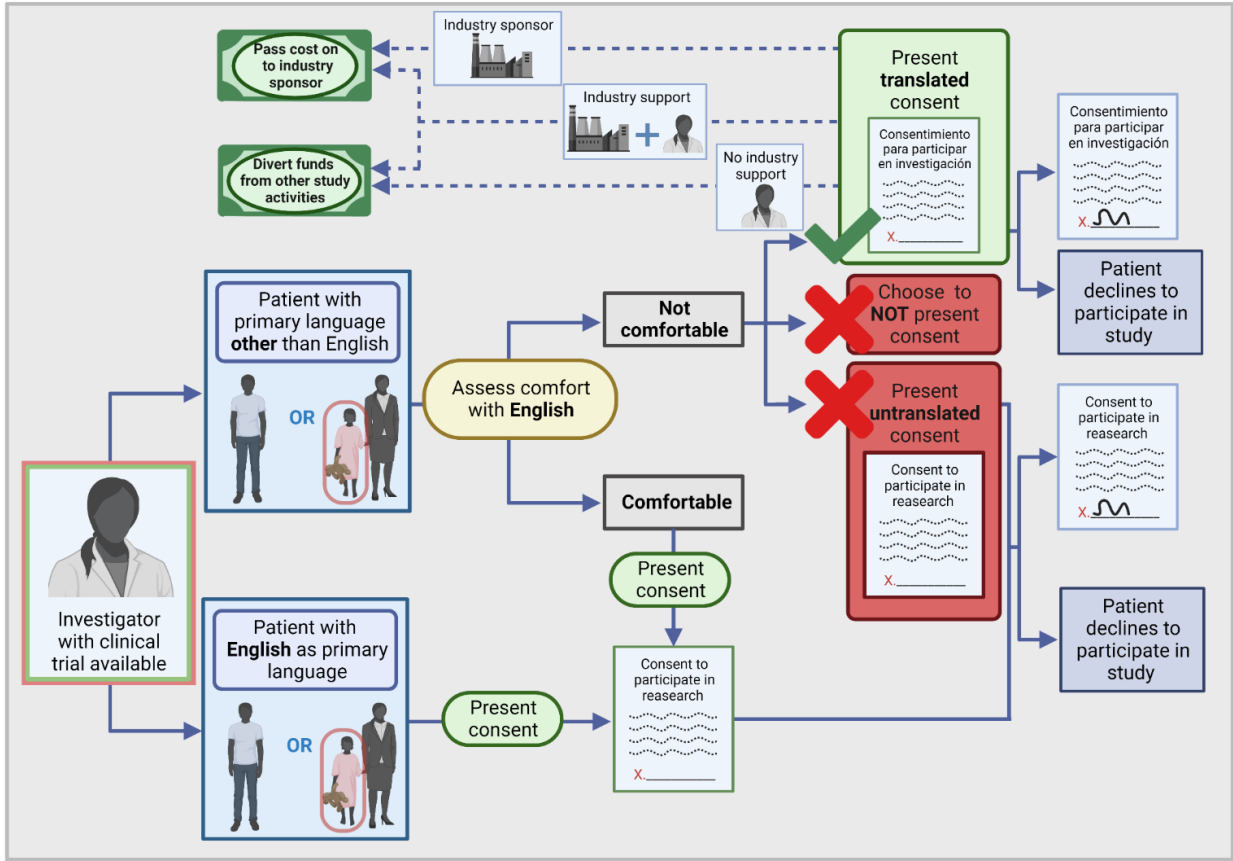 Industry sponsor
Pass cost on
to industry
sponsor
Industry support
Divert funds
from other study
activities
No industry
support
Present
translated
consent
Consentimiento
para participar
en investigación
X.
Consentimiento
para participar
en investigación
X.
Patient
declines to
participate in
study
Patient with
primary language
other than English
OR
Assess comfort
with English
Not
comfortable
Choose to
NOT present
consent
Present
untranslated
consent
Consent to
participate in
reasearch
X.
Consent to
participate in
reasearch
X.
Patient
declines to
participate in
study
Comfortable
Present
consent
Investigator
with clinical
trial available
Patient with
English as primary
language
OR
Present
consent
Consent to
participate in
reasearch
X.